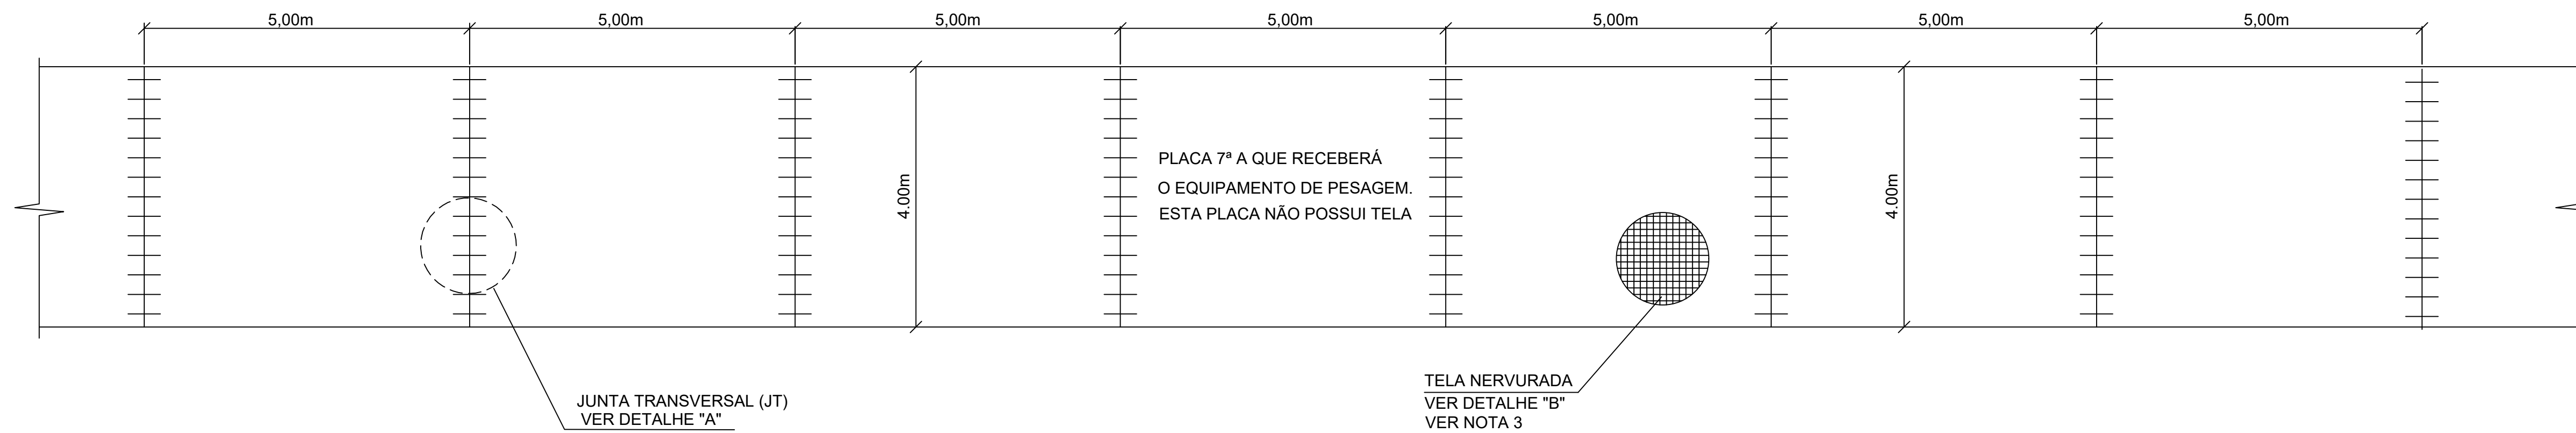 5,00m 5,00m 5,00m 5,00m 5,00m 5,00m 5,00m
PLACA 7ª A QUE RECEBERÁ
O EQUIPAMENTO DE PESAGEM.
ESTA PLACA NÃO POSSUI TELA
4.00m
4.00m
JUNTA TRANSVERSAL (JT)
VER DETALHE "A"
TELA NERVURADA
VER DETALHE "B"
VER NOTA 3